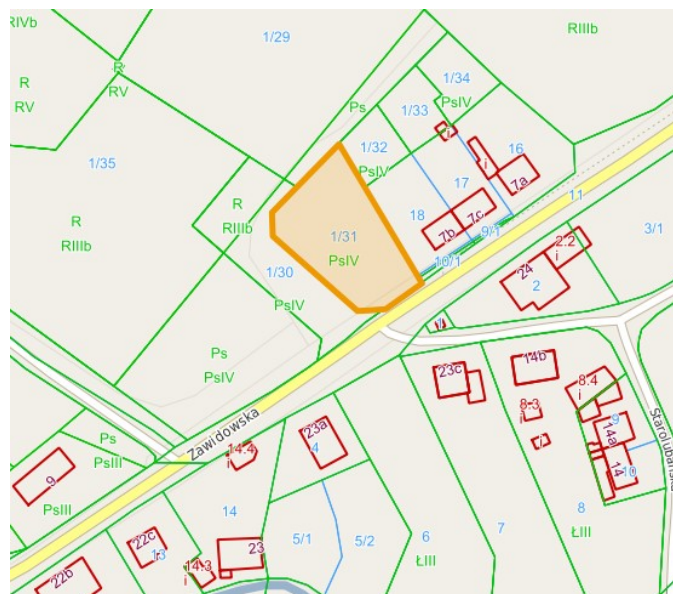 RIVb
1/29
RIIIb
R
RV
R
RV
1/34
Ps
PsIV
1/33
1/32
PsIV
i
16
1/35
i
7a
R
RIIIb
17
R
RIIIb
18
7c
11
7b
9/1
1/31
PsIV
10/1
2.2
i
3/1
1/30
PsIV
24
2
i
Ps
PsIV
14b
23c
8.4
i
Zawidowska
8.3
i
9
Starolubańska
Ps
PsIII
23a
4
14a
14.4
i
i
9
14
10
PsIII
14
8
ŁIII
22c
13
23
5/1
5/2
6
ŁIII
7
14.3
i
22b